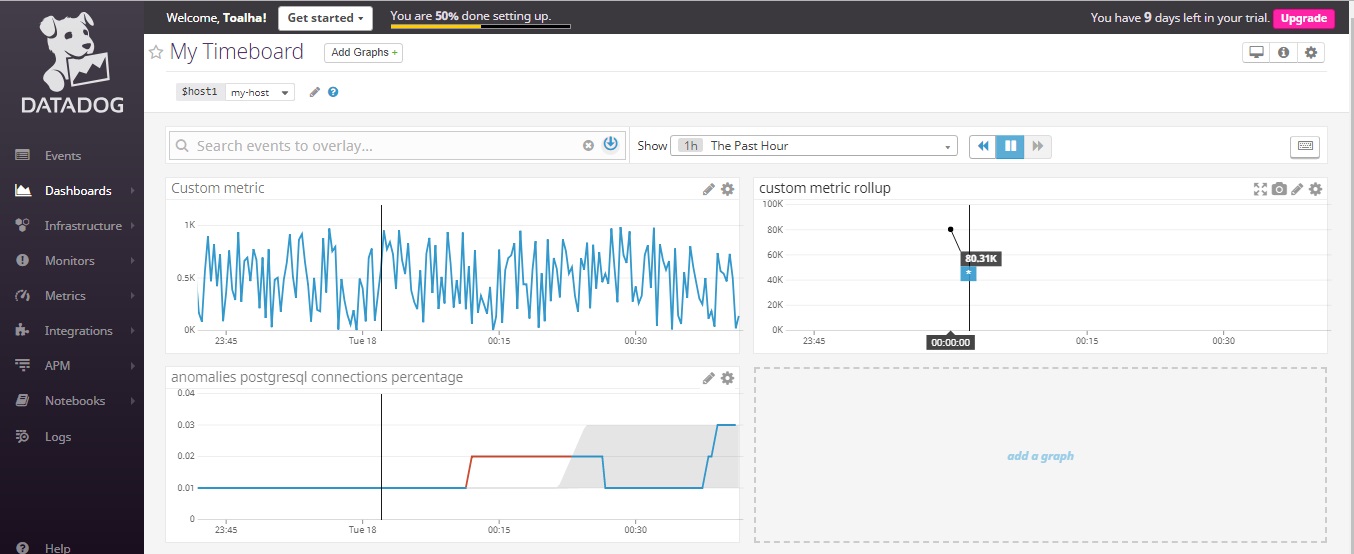 Welcome, Toalha!
Get started
You are 50% done setting up.
You have 9 days left in your trial.
Upgrade
DATADOG
My Timeboard
Add Graphs +
$host1
my-host
Events
Dashboards
Infrastructure
Monitors
Metrics
Integrations
APM
Notebooks
Logs
Help
Search events to overlay...
Show
1h The Past Hour
Custom metric
1K
0.5K
0K
23:45
Tue 18
00:15
00:30
custom metric rollup
100K
80K
60K
40K
20K
0K
80.31K
*
23:45
00:00:00
00:15
00:30
anomalies postgresql connections percentage
0.04
0.03
0.02
0.01
0
23:45
Tue 18
00:15
00:30
add a graph